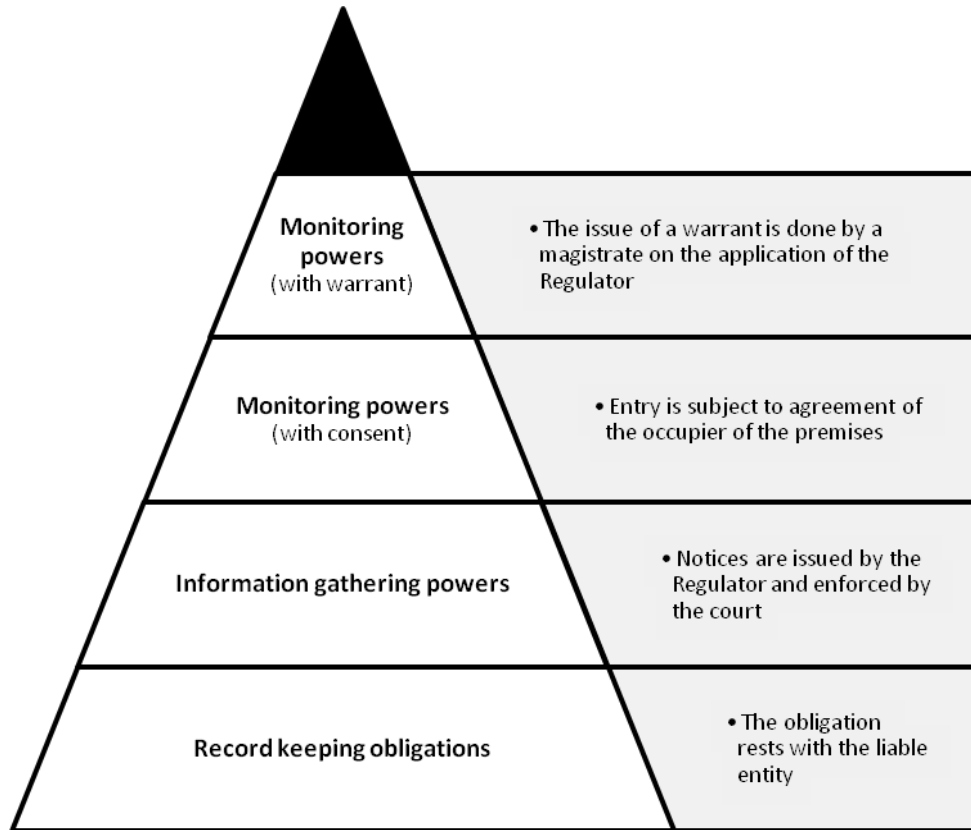 Monitoring
powers
(with warrant)
• The issue of a warrant is done by a
magistrate on the application of the
Regulator
Monitoring powers
(with consent)
• Entry is subject to agreement of
the occupier of the premises
Information gathering powers
• Notices are issued by the
Regulator and enforced by
the court
Record keeping obligations
• The obligation
rests with the liable
entity